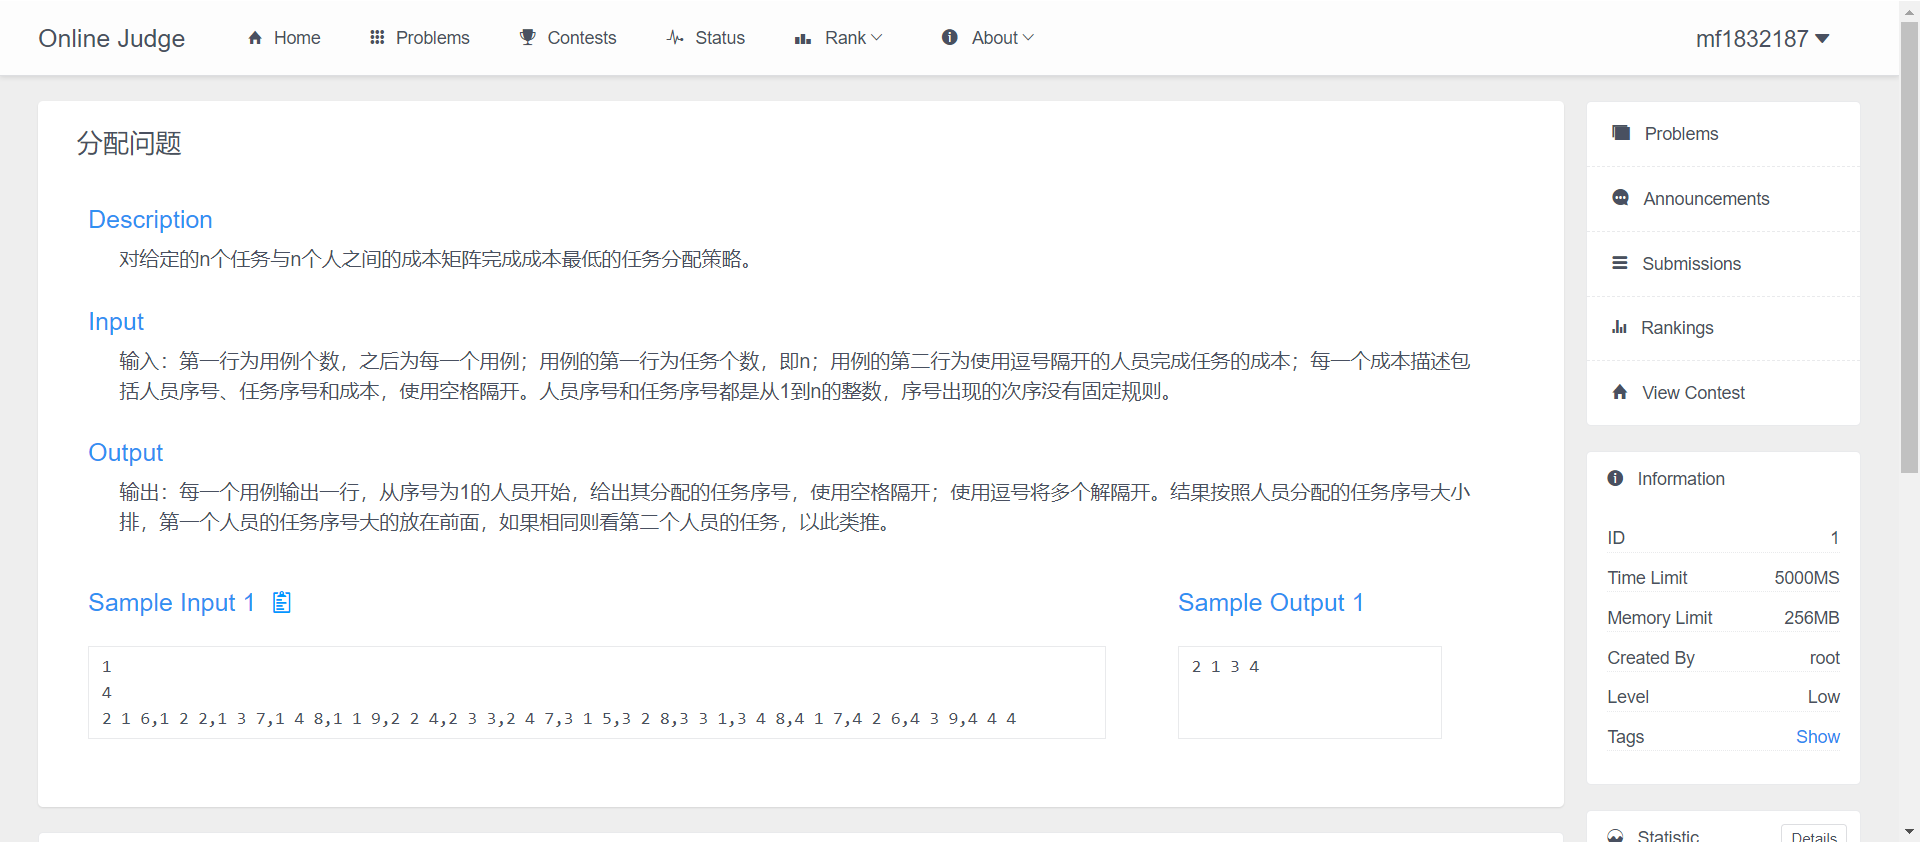 Online Judge
Home
Problems
Contests
Status
Rank
About
mf1832187
分配问题
Description
对给定的n个任务与n个人之间的成本矩阵完成成本最低的任务分配策略。
Input
输入：第一行为用例个数，之后为每一个用例；用例的第一行为任务个数，即n；用例的第二行为使用逗号隔开的人员完成任务的成本；每一个成本描述包
括人员序号、任务序号和成本，使用空格隔开。人员序号和任务序号都是从1到n的整数，序号出现的次序没有固定规则。
Output
输出：每一个用例输出一行，从序号为1的人员开始，给出其分配的任务序号，使用空格隔开；使用逗号将多个解隔开。结果按照人员分配的任务序号大小
排，第一个人员的任务序号大的放在前面，如果相同则看第二个人员的任务，以此类推。
Sample Input 1
1
4
2 1 6,1 2 2,1 3 7,1 4 8,1 1 9,2 2 4,2 3 3,2 4 7,3 1 5,3 2 8,3 3 1,3 4 8,4 1 7,4 2 6,4 3 9,4 4 4
Sample Output 1
2 1 3 4
Problems
Announcements
Submissions
Rankings
View Contest
Information
ID 1
Time Limit 5000MS
Memory Limit 256MB
Created By root
Level Low
Tags Show
Statistic Details